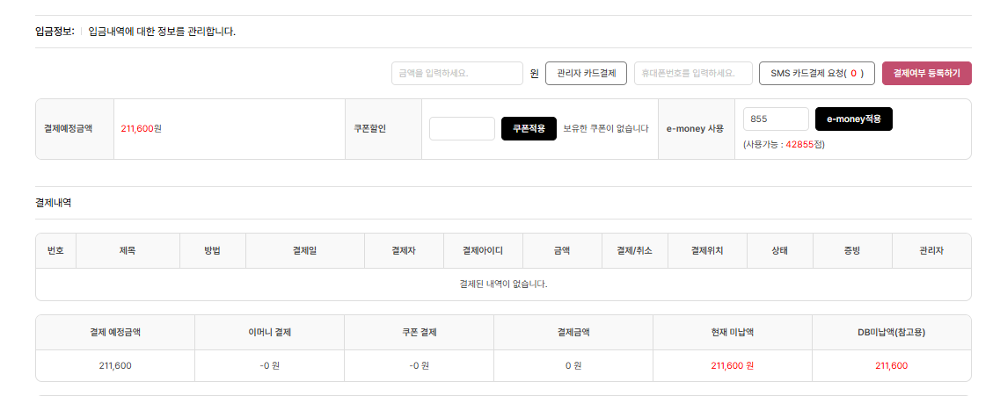 입금정보: 입금내역에 대한 정보를 관리합니다.
금액을 입력하세요. 원 관리자 카드결제 휴대폰번호를 입력하세요. SMS 카드결제 요청( 0 ) 결제여부 등록하기
결제예정금액 211,600원 쿠폰할인 쿠폰적용 보유한 쿠폰이 없습니다 e-money 사용 855 e-money적용
(사용가능 : 42855점)
결제내역
번호 제목 방법 결제일 결제자 결제아이디 금액 결제/취소 결제위치 상태 증빙 관리자
결제된 내역이 없습니다.
결제 예정금액 이머니 결제 쿠폰 결제 결제금액 현재 미납액 DB미납액(참고용)
211,600 -0 원 -0 원 0 원 211,600 원 211,600